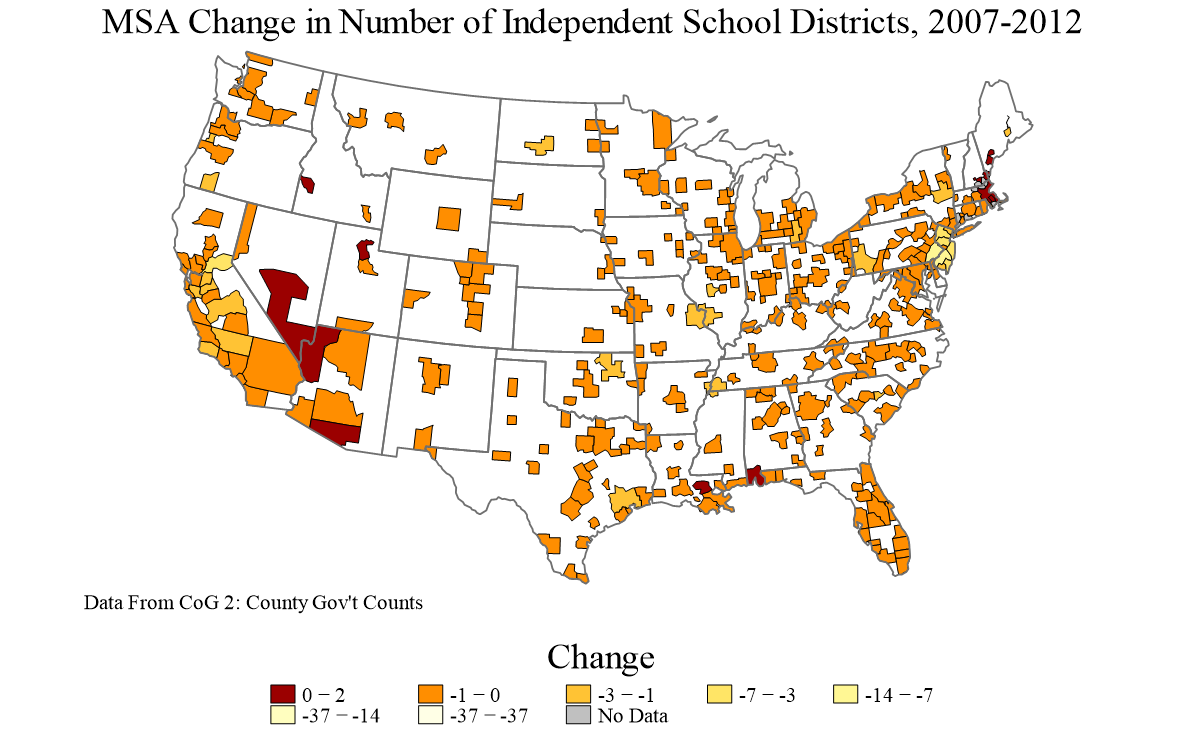 MSA Change in Number of Independent School Districts, 2007-2012
Data From CoG 2: County Gov't Counts
Change
0 − 2 -1 − 0 -3 − -1 -7 − -3 -14 − -7
-37 − -14 -37 − -37 No Data